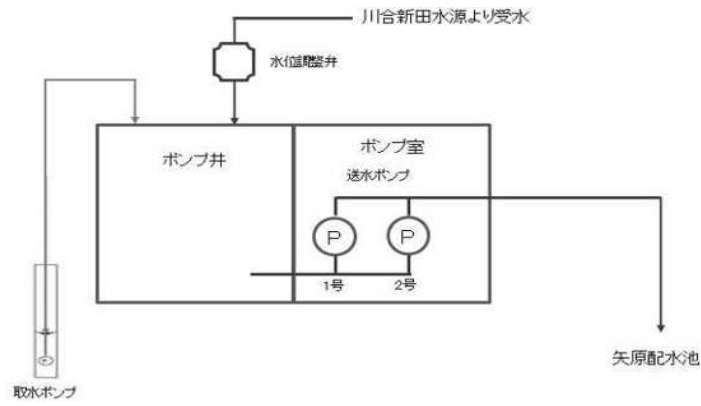 川合新田水源より受水
水位調整弁
ポンプ井
ポンプ室
送水ポンプ
P
P
1号
2号
矢原配水池
取水ポンプ